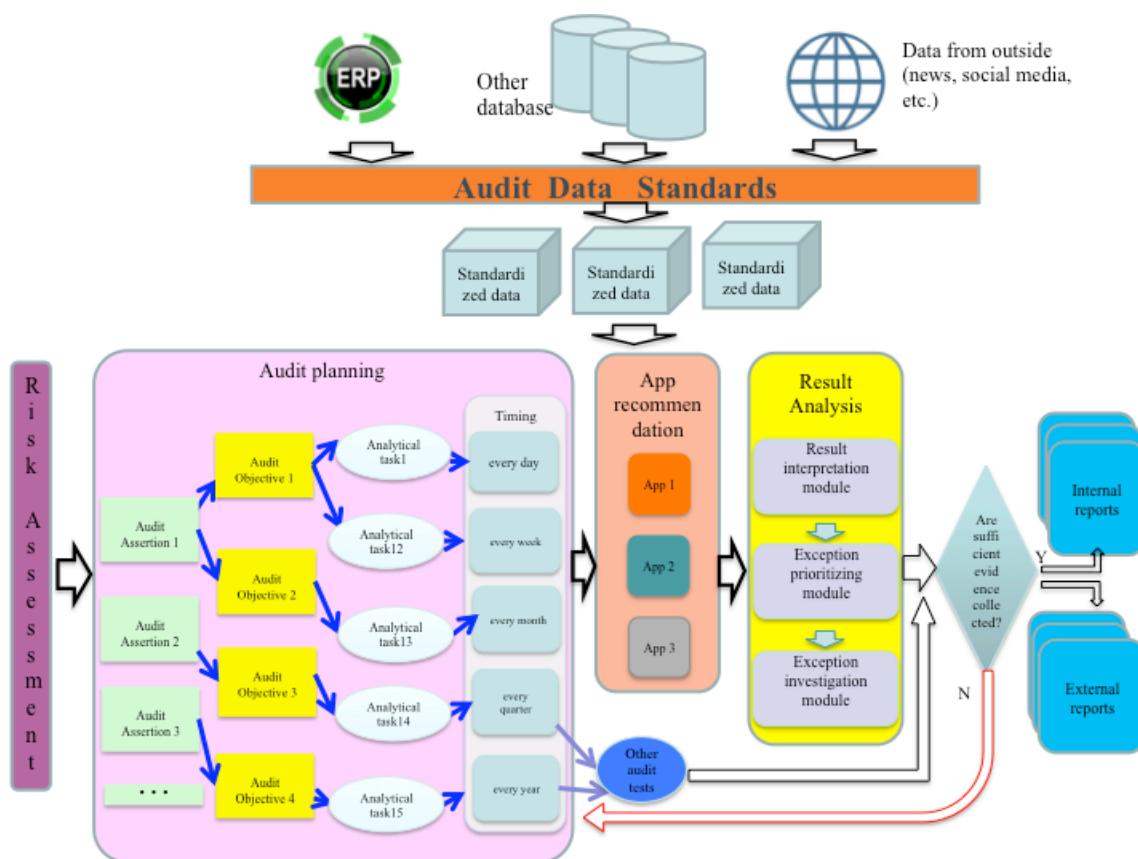 ERP
Other
database
Data from outside
(news, social media,
etc.)
Audit Data Standards
Standardi
zed data
Standardi
zed data
Standardi
zed data
Risk Assessment
Audit planning
Timing
Audit
Assertion 1
Audit
Assertion 2
Audit
Assertion 3
...
Audit
Objective 1
Audit
Objective 2
Audit
Objective 3
Audit
Objective 4
Analytical
task1
Analytical
task12
Analytical
task13
Analytical
task14
Analytical
task15
every day
every week
every month
every
quarter
every year
App
recommen
dation
App 1
App 2
App 3
Result
Analysis
Result
interpretation
module
Exception
prioritizing
module
Exception
investigation
module
Other
audit
tests
Are
suffi
cient
evid
ence
colle
cted?
Y
N
Internal
reports
External
reports